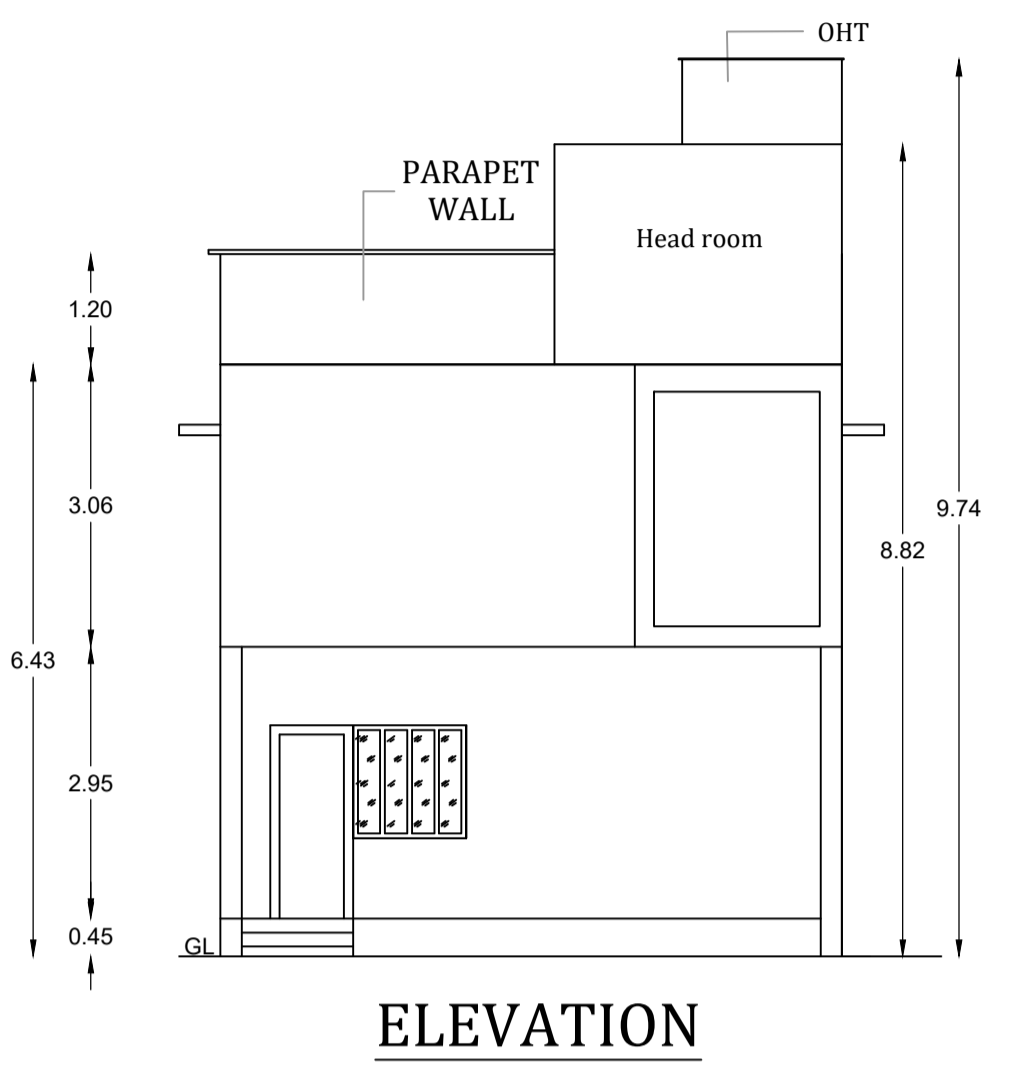 OHT
PARAPET
WALL
Head room
1.20
3.06
9.74
8.82
6.43
2.95
0.45
GL
ELEVATION